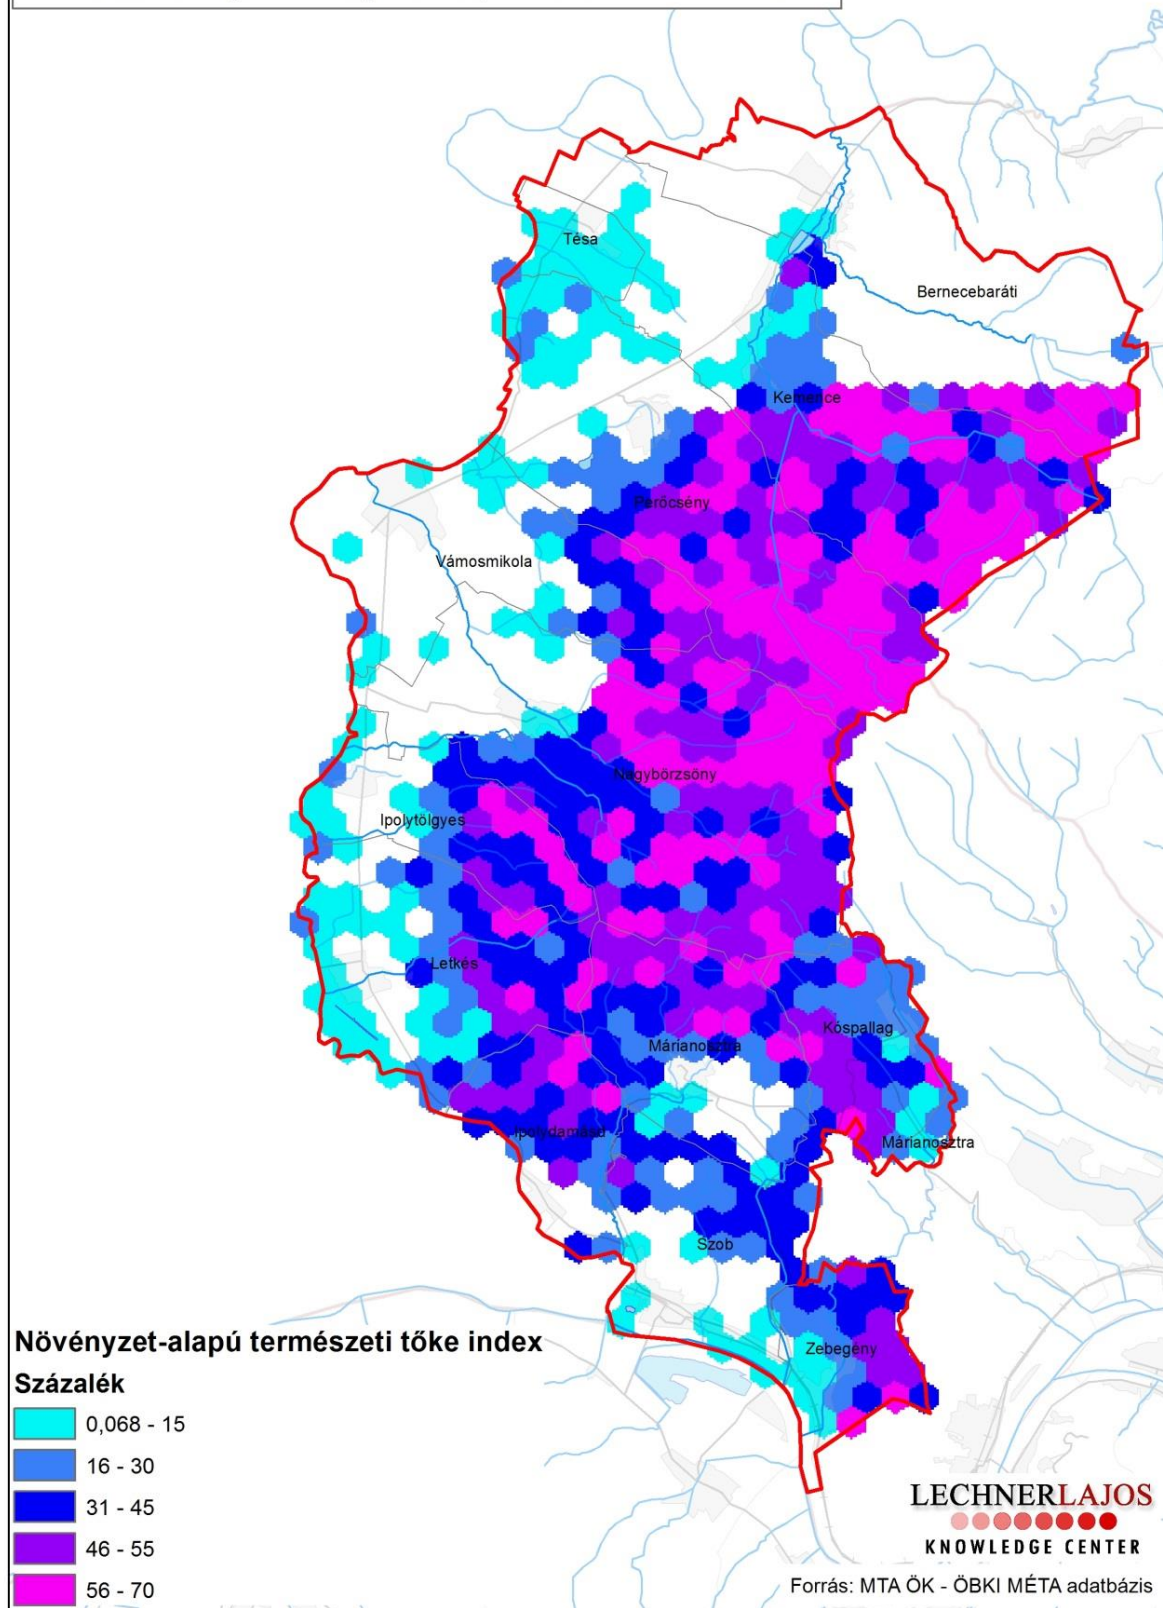 Tésa
Bernecebaráti
Kemence
Perőcsény
Vámosmikola
Nagybörzsöny
Ipolytölgyes
Letkés
Kóspallag
Márianosztra
Ipolydamásd
Márianosztra
Szob
Zebegény
Növényzet-alapú természeti tőke index
Százalék
0,068 - 15
16 - 30
31 - 45
46 - 55
56 - 70
LECHNERLAJOS
KNOWLEDGE CENTER
Forrás: MTA ÖK - ÖBKI MÉTA adatbázis